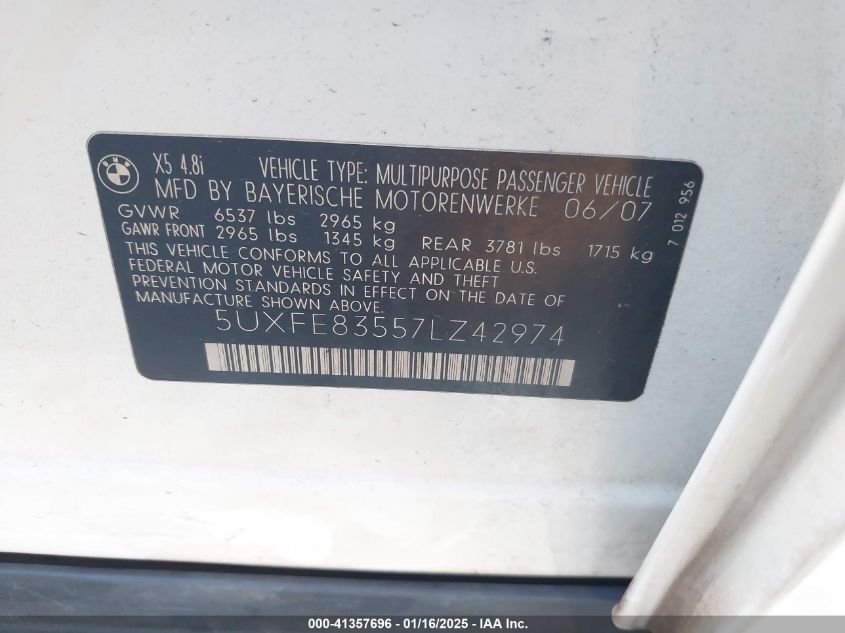 BMW
X5 4.8i VEHICLE TYPE: MULTIPURPOSE PASSENGER VEHICLE
MFD BY BAYERISCHE MOTORENWERKE 06/07
GVWR 6537 lbs 2965 kg
GAWR FRONT 2965 lbs 1345 kg REAR 3781 lbs 1715 kg
THIS VEHICLE CONFORMS TO ALL APPLICABLE U.S.
FEDERAL MOTOR VEHICLE SAFETY AND THEFT
PREVENTION STANDARDS IN EFFECT ON THE DATE OF
MANUFACTURE SHOWN ABOVE.
5UXFE83557LZ42974
7 012 956
000-41357696 - 01/16/2025 - IAA Inc.